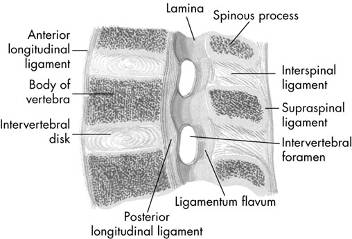 Lamina
Spinous process
Anterior
longitudinal
ligament
Body of
vertebra
Intervertebral
disk
Interspinal
ligament
Supraspinal
ligament
Intervertebral
foramen
Ligamentum flavum
Posterior
longitudinal ligament